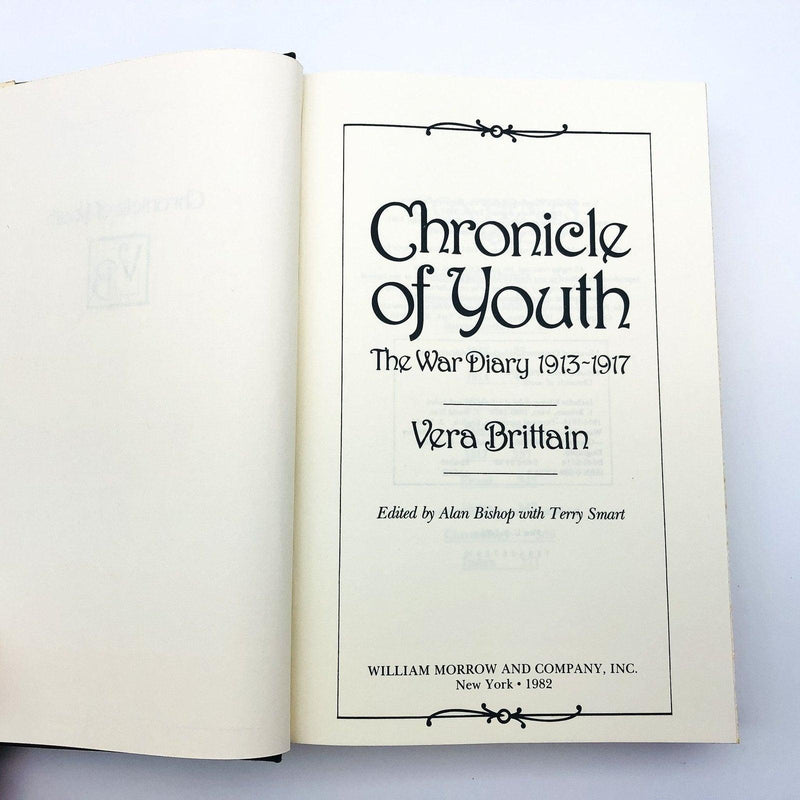 Chronicle
of Youth
The War Diary 1913~1917
Vera Brittain
Edited by Alan Bishop with Terry Smart
WILLIAM MORROW AND COMPANY, INC.
New York • 1982